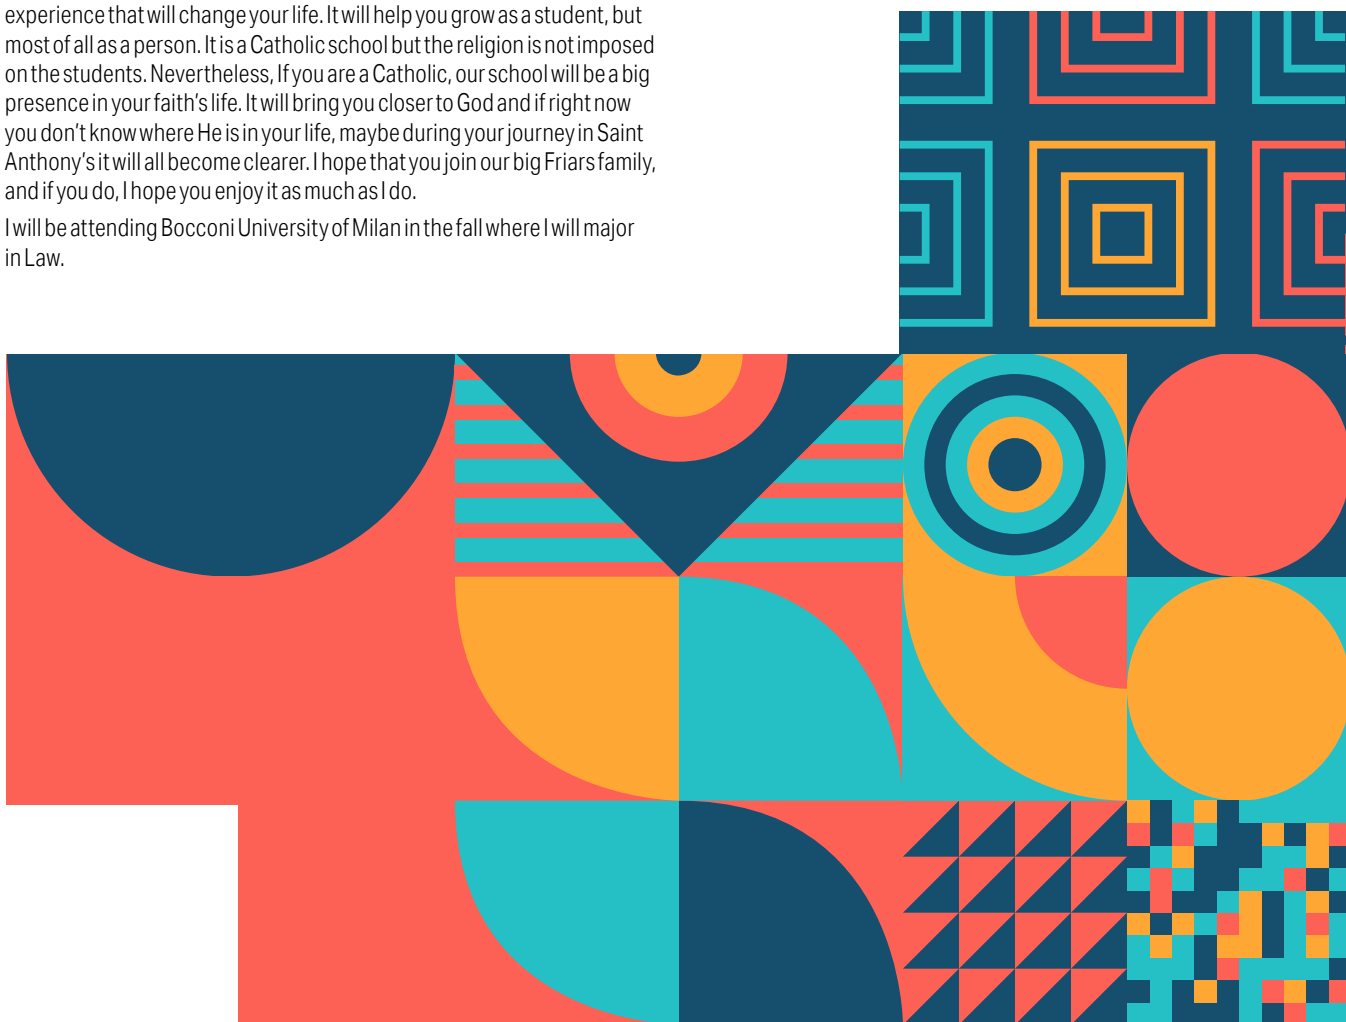 experience that will change your life. It will help you grow as a student, but
most of all as a person. It is a Catholic school but the religion is not imposed
on the students. Nevertheless, If you are a Catholic, our school will be a big
presence in your faith’s life. It will bring you closer to God and if right now
you don’t know where He is in your life, maybe during your journey in Saint
Anthony’s it will all become clearer. I hope that you join our big Friars family,
and if you do, I hope you enjoy it as much as I do.
I will be attending Bocconi University of Milan in the fall where I will major
in Law.